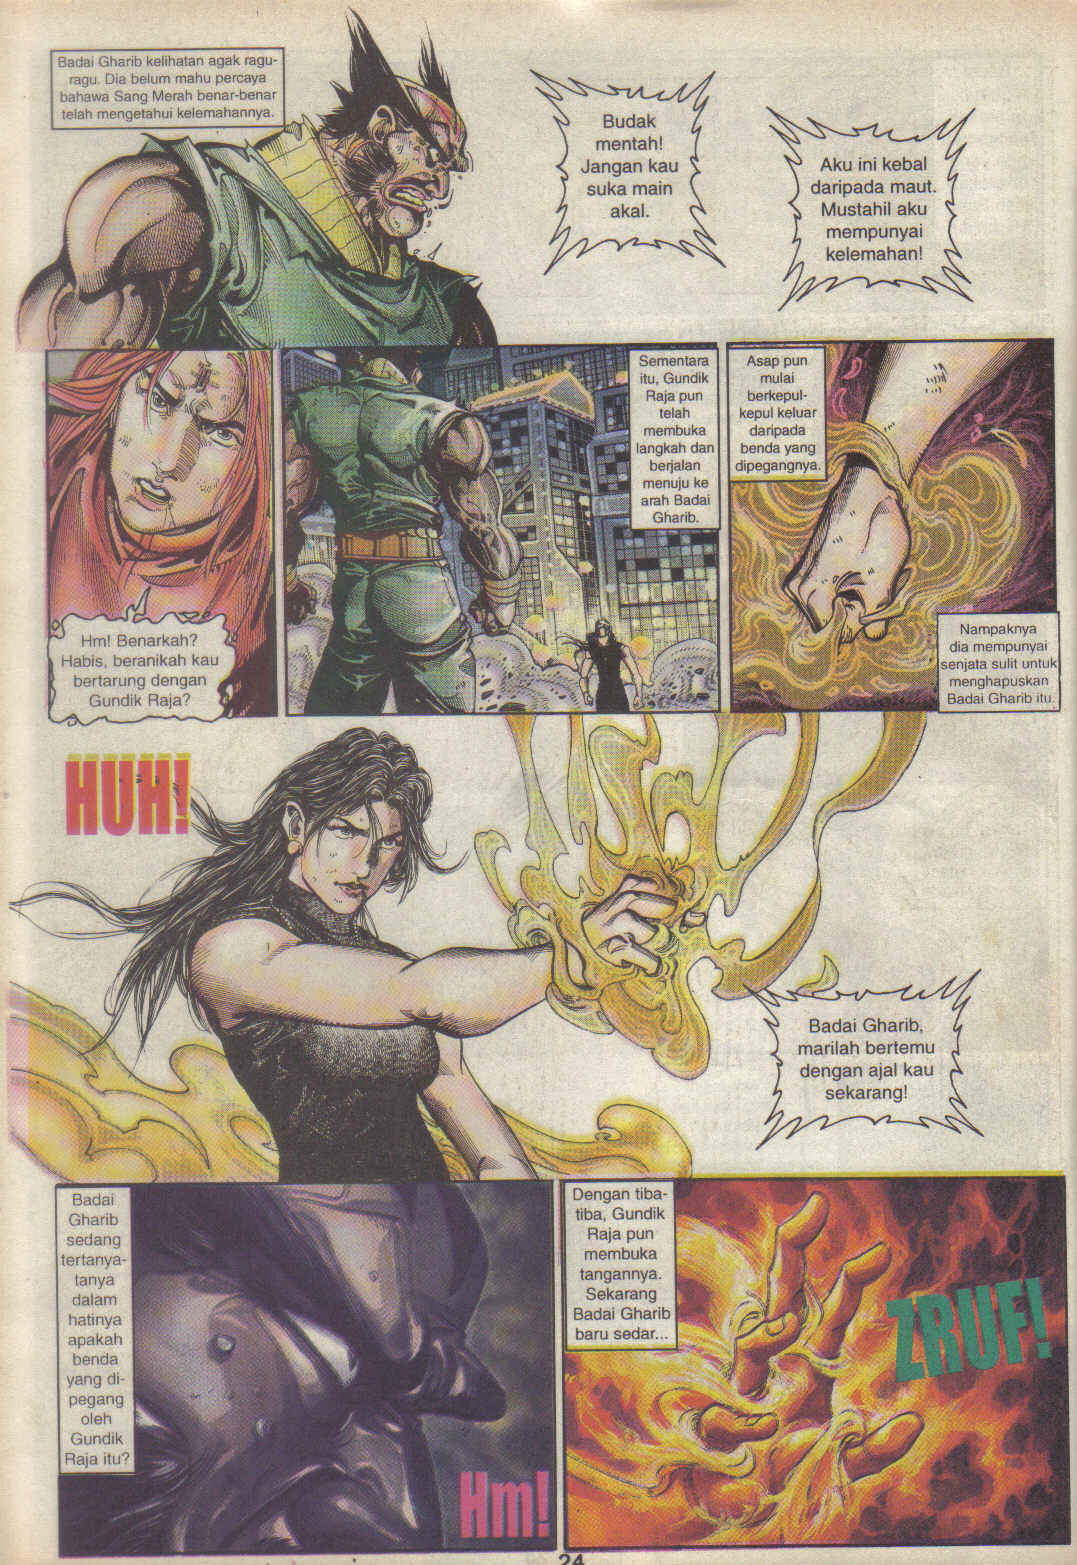 Badai Gharib kelihatan agak ragu-
ragu. Dia belum mahu percaya
bahawa Sang Merah benar-benar
telah mengetahui kelemahannya.
Budak
mentah!
Jangan kau
suka main
akal.
Aku ini kebal
daripada maut.
Mustahil aku
mempunyai
kelemahan!
Hm! Benarkah?
Habis, beranikah kau
bertarung dengan
Gundik Raja?
Sementara
itu, Gundik
Raja pun
telah
membuka
langkah dan
berjalan
menuju ke
arah Badai
Gharib.
Asap pun
mulai
berkepul-
kepul keluar
daripada
benda yang
dipegangnya.
Nampaknya
dia mempunyai
senjata sulit untuk
menghapuskan
Badai Gharib itu.
HUH!
Badai Gharib,
marilah bertemu
dengan ajal kau
sekarang!
Badai
Gharib
sedang
tertanya-
tanya
dalam
hatinya
apakah
benda
yang di-
pegang
oleh
Gundik
Raja itu?
Hm!
Dengan tiba-
tiba, Gundik
Raja pun
membuka
tangannya.
Sekarang
Badai Gharib
baru sedar...
ZRUF!
24